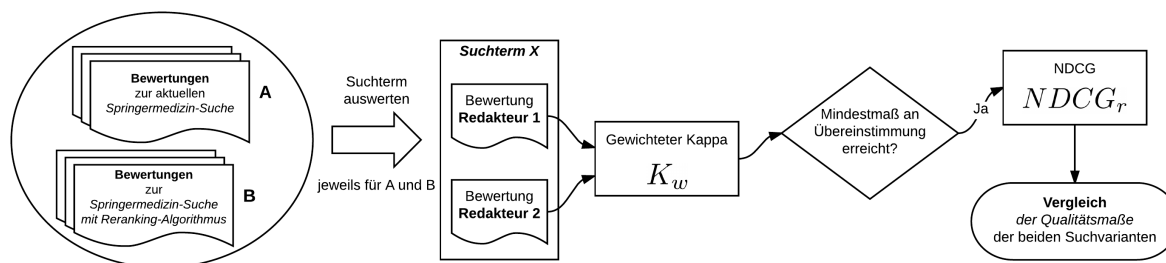 Bewertungen
zur aktuellen
Springermedizin-Suche
A
Bewertungen
zur
Springermedizin-Suche
mit Reranking-Algorithmus
B
Suchterm
auswerten
jeweils für A und B
Suchterm X
Bewertung
Redakteur 1
Bewertung
Redakteur 2
Gewichteter Kappa
K_w
Mindestmaß an
Übereinstimmung
erreicht?
Ja
NDCG
NDCG_r
Vergleich
der Qualitätsmaße
der beiden Suchvarianten